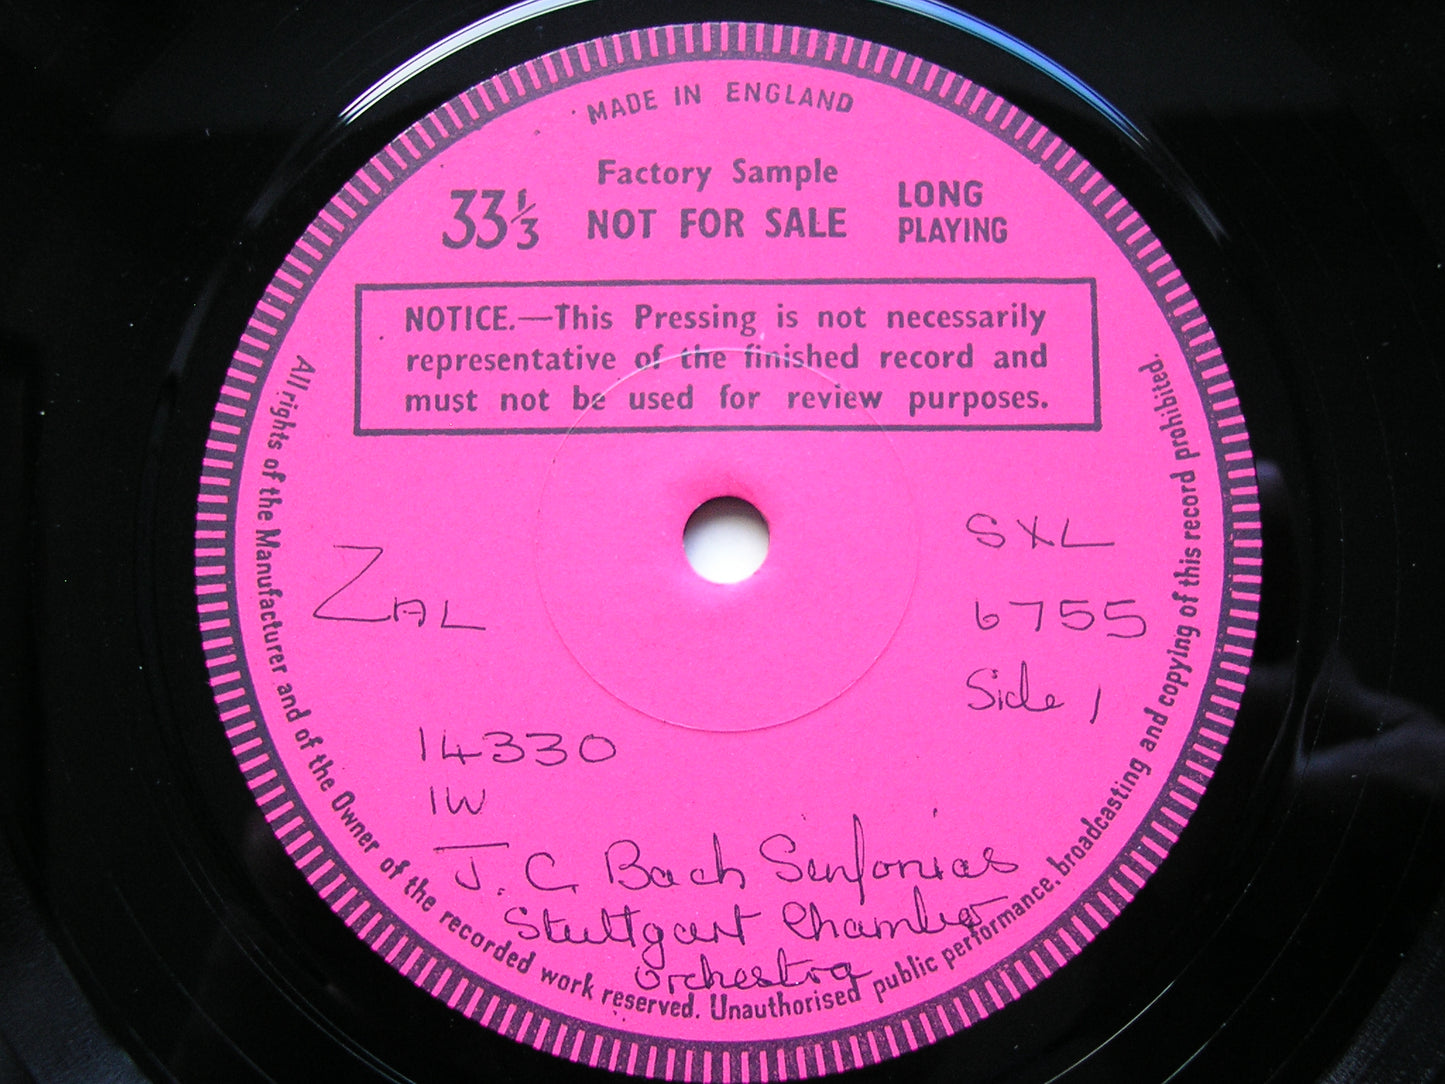 MADE IN ENGLAND
Factory Sample
33⅓ NOT FOR SALE LONG PLAYING
NOTICE.—This Pressing is not necessarily
representative of the finished record and
must not be used for review purposes.
ZAL
SXL
6755
Side 1
14330
1W
J. C Bach Sinfonias
Stuttgart Chamber
orchestra
All rights of the Manufacturer and of the Owner of the recorded work reserved. Unauthorised public performance, broadcasting and copying of this record prohibited.